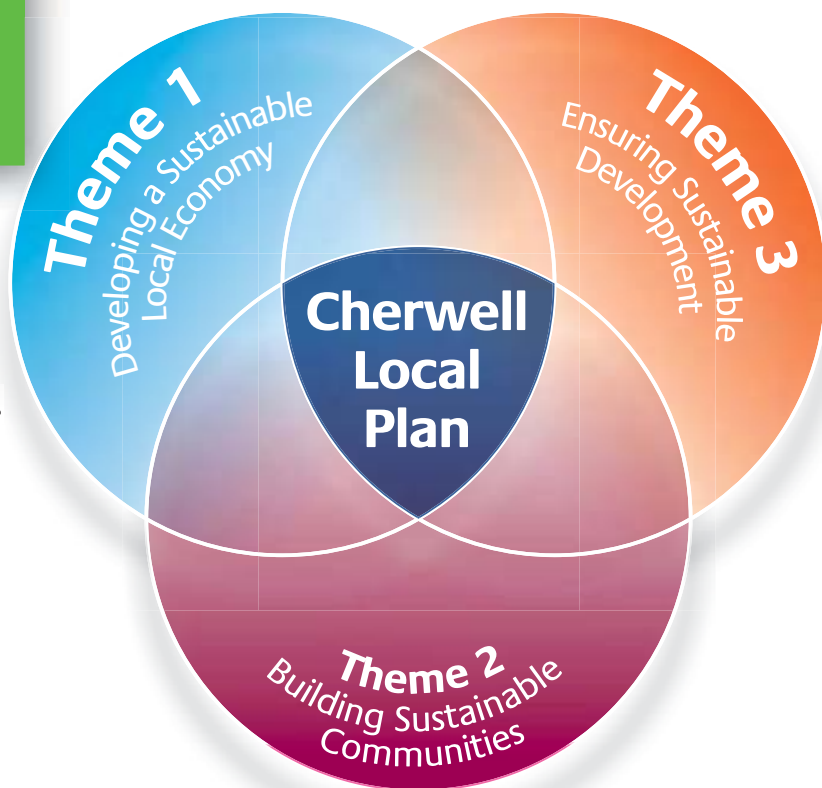 Theme 1
Developing a Sustainable
Local Economy
Theme 3
Ensuring Sustainable
Development
Cherwell
Local
Plan
Theme 2
Building Sustainable
Communities